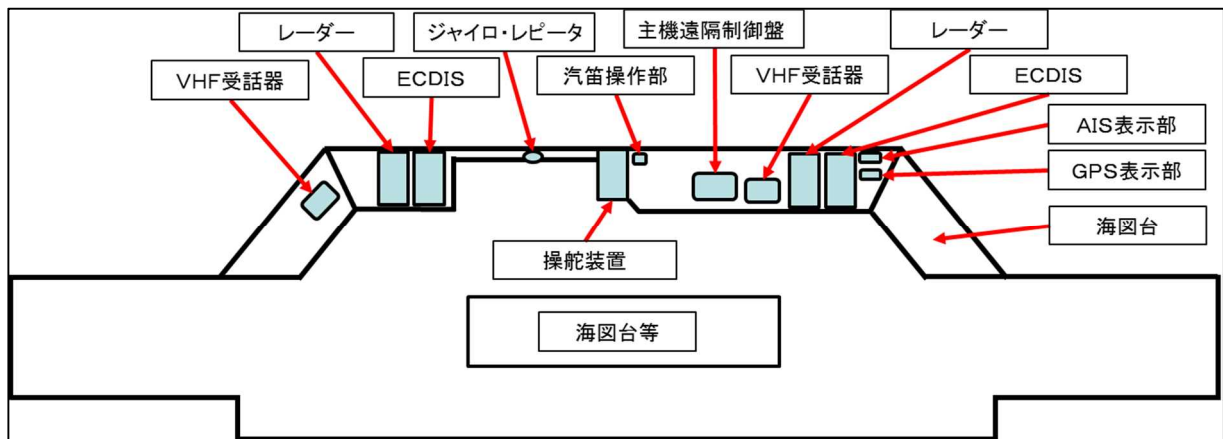 レーダー
ジャイロ・レピータ
主機遠隔制御盤
レーダー
VHF受話器
ECDIS
汽笛操作部
VHF受話器
ECDIS
AIS表示部
GPS表示部
海図台
操舵装置
海図台等